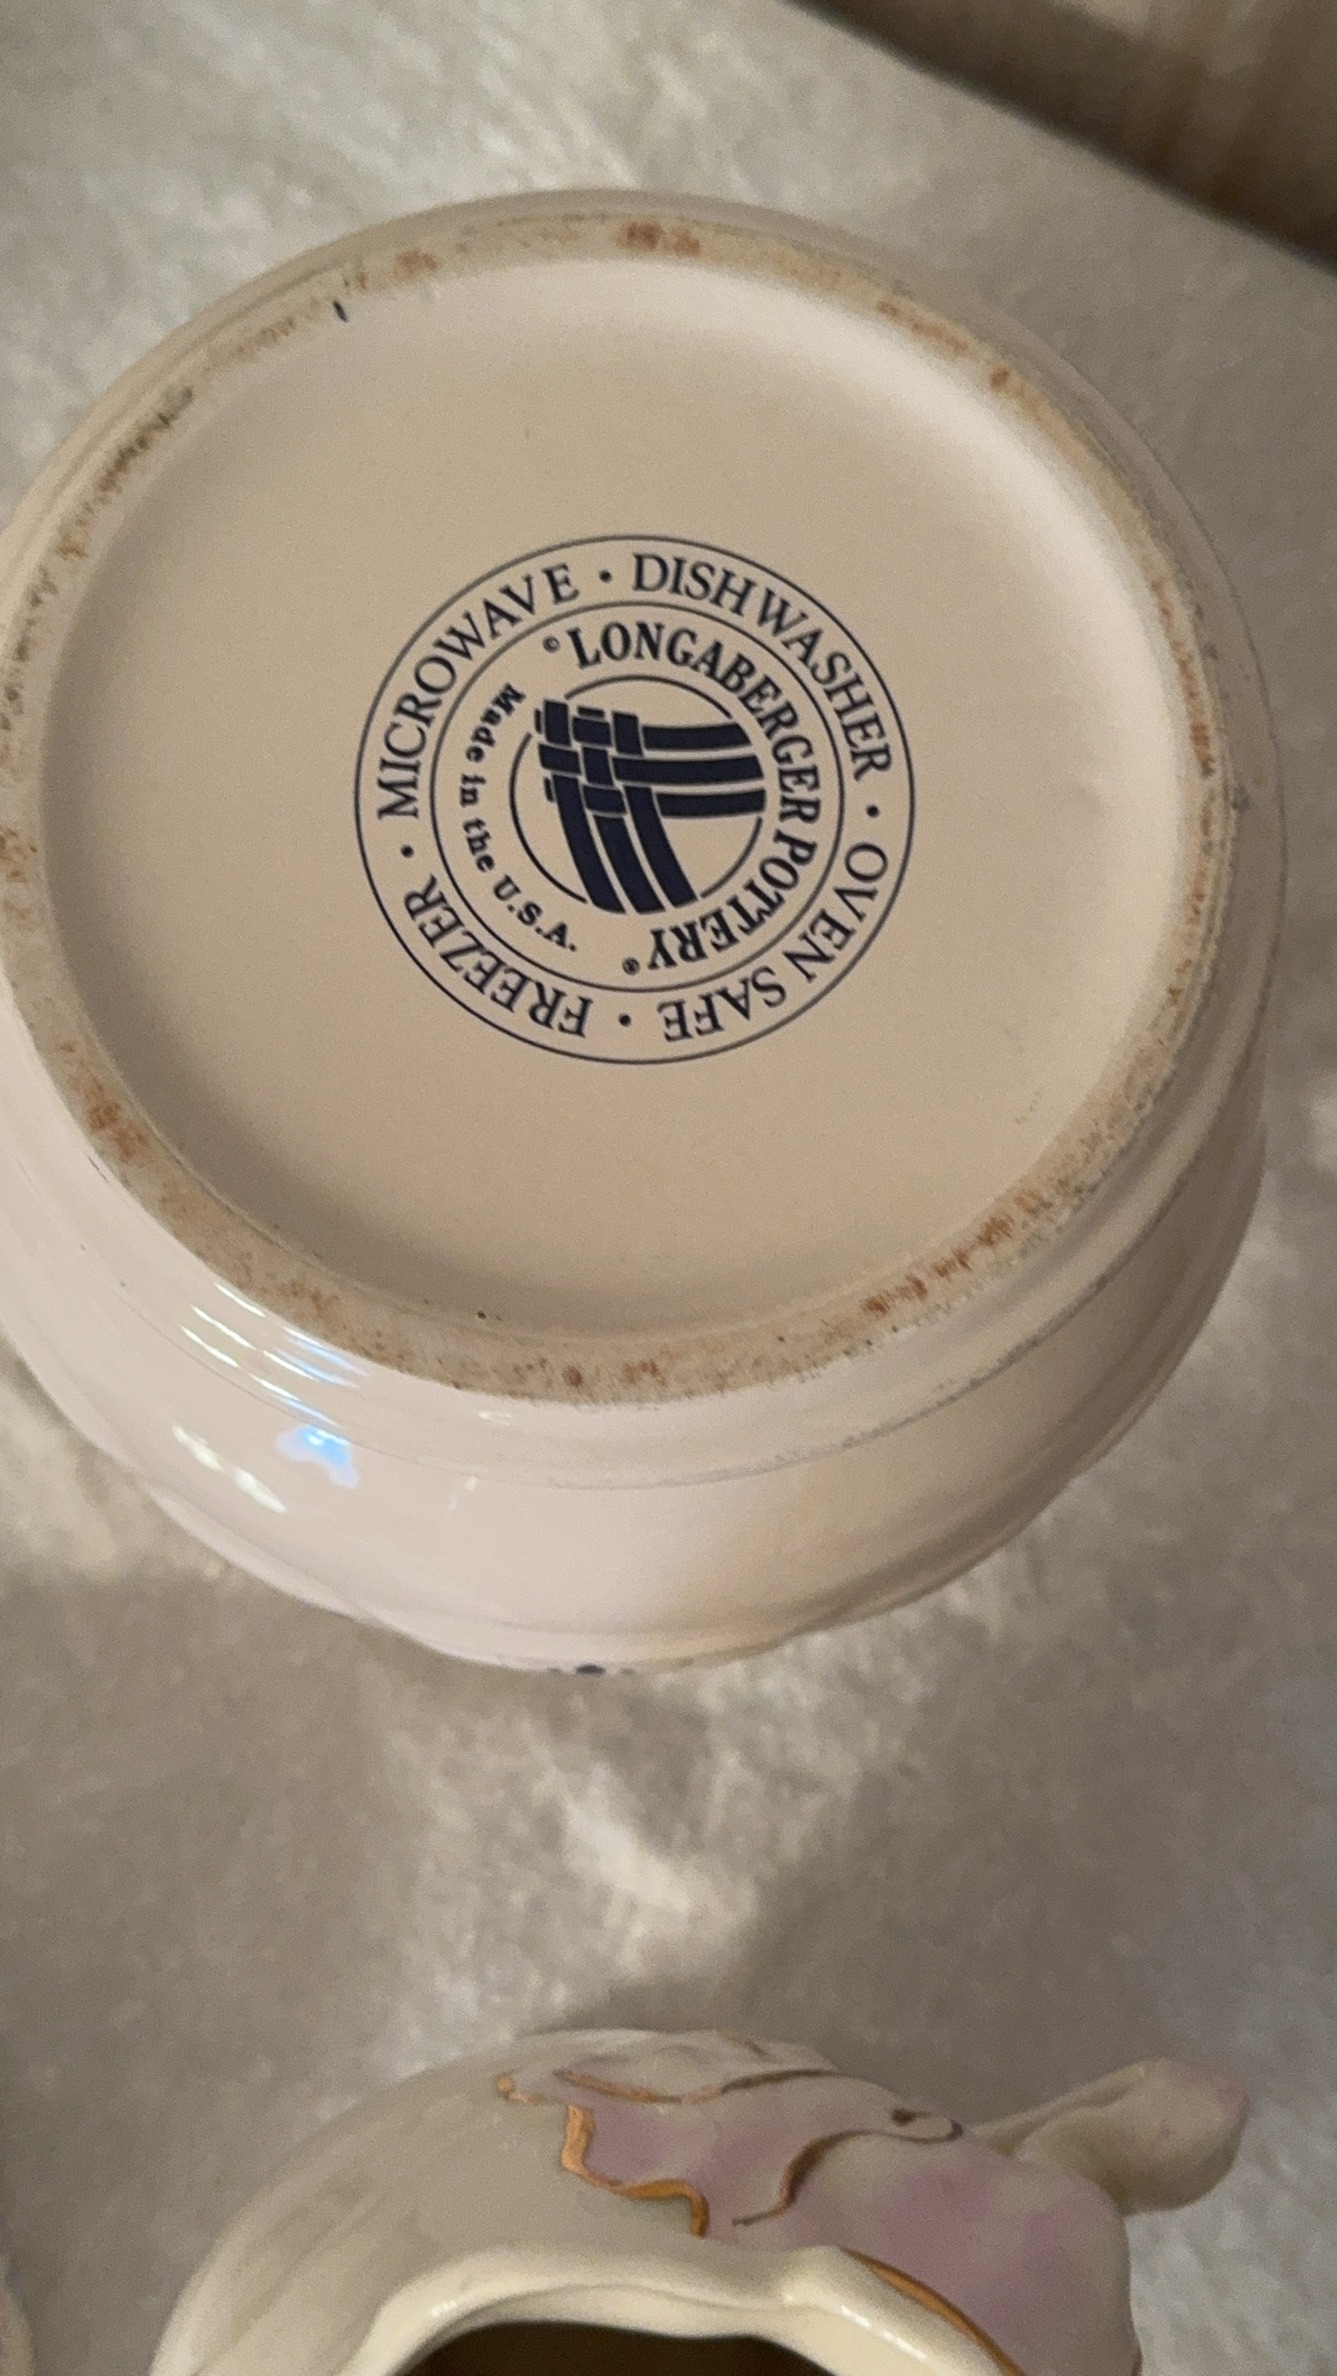 MICROWAVE • DISHWASHER • OVEN SAFE • FREEZER •
© LONGABERGER POTTERY®
Made in the U.S.A.